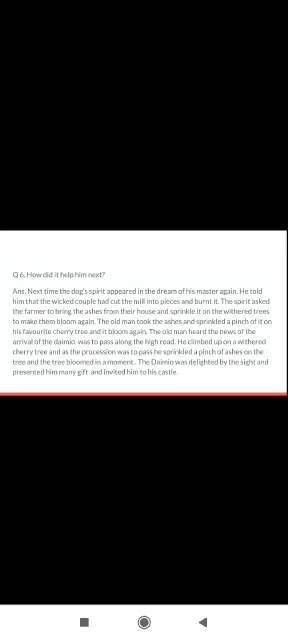 Q 6. How did it help him next?
Ans. Next time the dog's spirit appeared in the dream of his master again. He told
him that the wicked couple had cut the mill into pieces and burnt it. The spirit asked
the farmer to bring the ashes from their house and sprinkle it on the withered trees
to make them bloom again. The old man took the ashes and sprinkled a pinch of it on
his favourite cherry tree and it bloom again. The old man heard the news of the
arrival of the daimio was to pass along the high road. He climbed up on a withered
cherry tree and as the procession was to pass he sprinkled a pinch of ashes on the
tree and the tree bloomed in a moment . The Daimio was delighted by the sight and
presented him many gift and invited him to his castle.